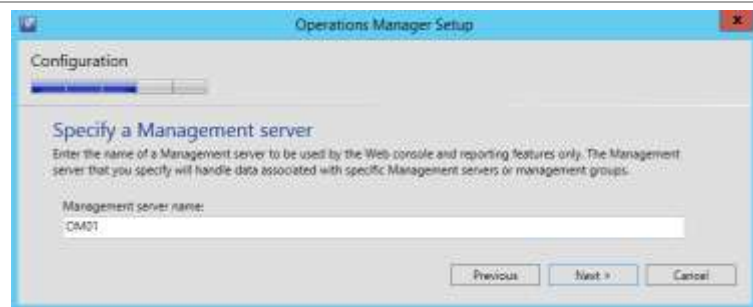 Operations Manager Setup
x
Configuration
Specify a Management server
Enter the name of a Management server to be used by the Web console and reporting features only. The Management
server that you specify will handle data associated with specific Management servers or management groups.
Management server name:
OM01
Previous
Next >
Cancel